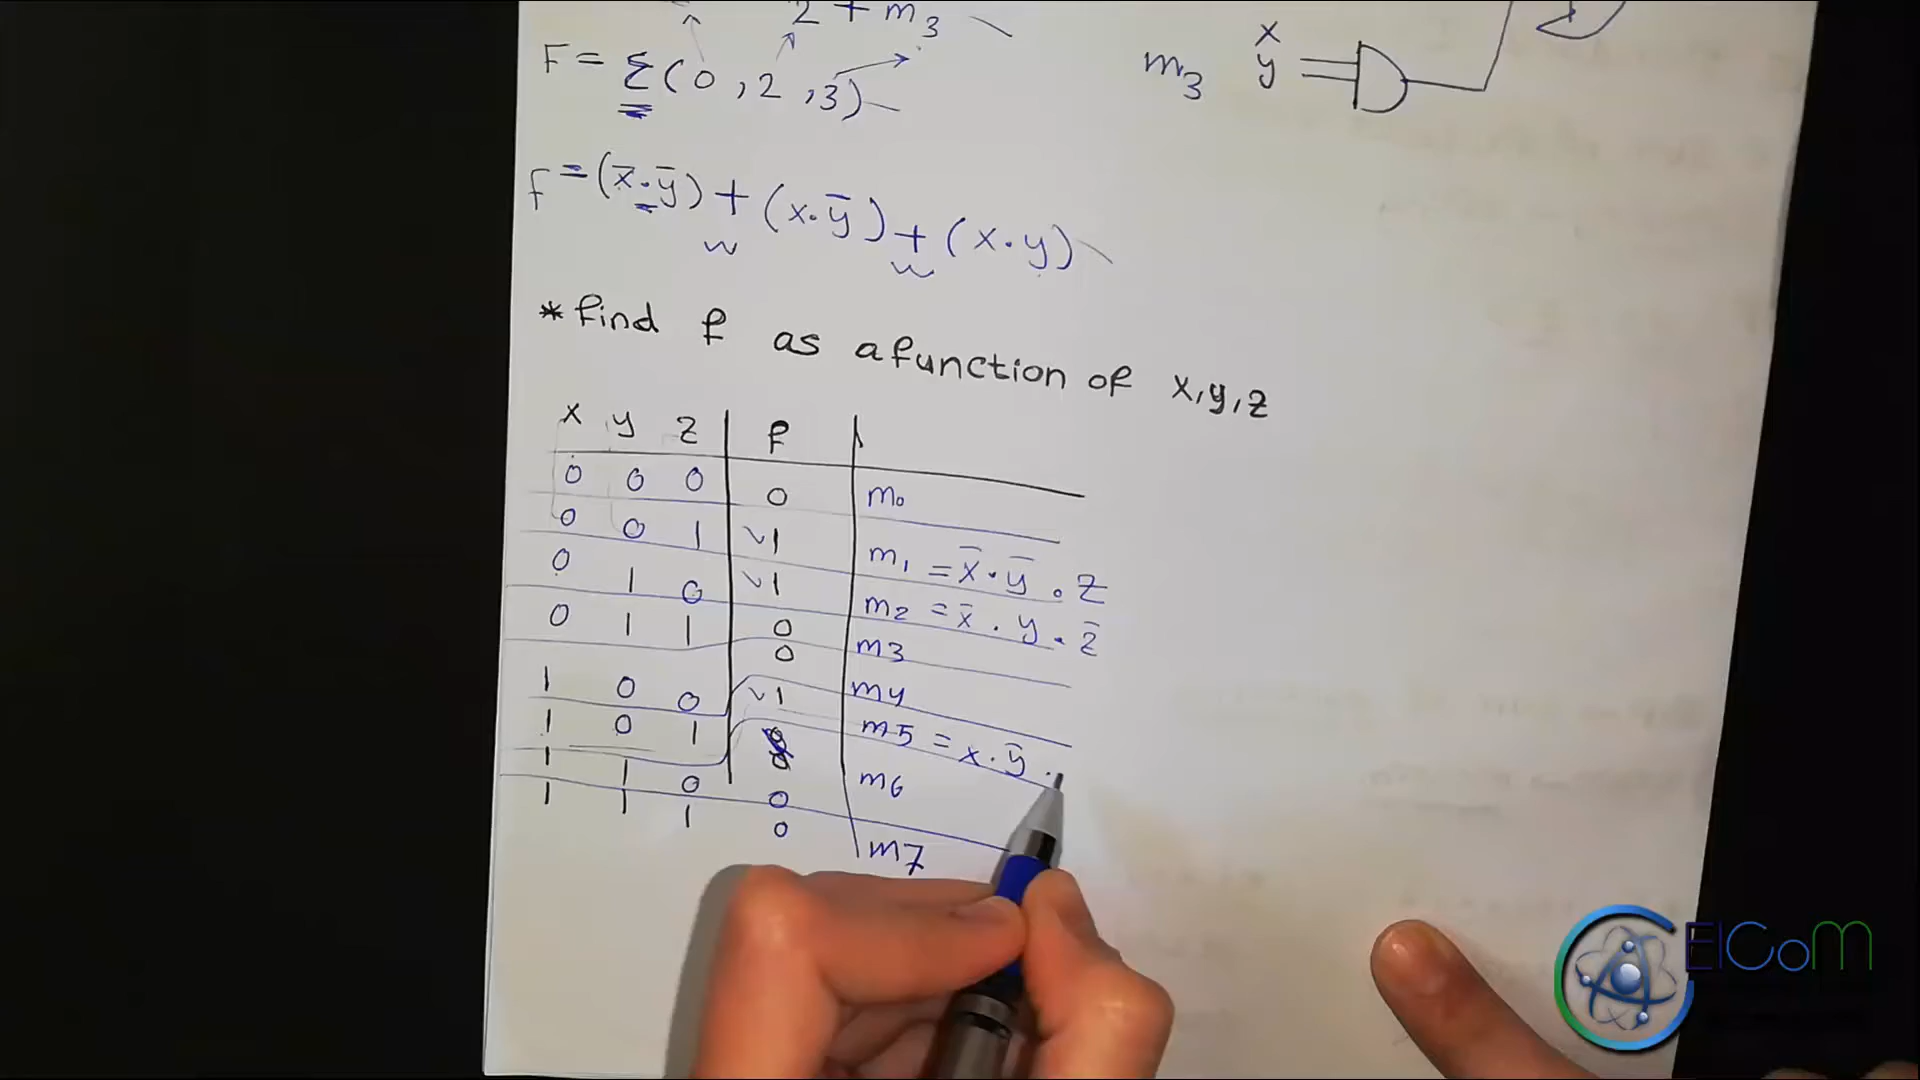 2 + m3
F = Σ(0, 2, 3)
m3 x y
f = (x̄·ȳ) + (x·ȳ) + (x·y)
* find f as a function of x,y,z
x y z f
0 0 0 0 m0
0 0 1 1 m1 = x̄·ȳ·z
0 1 0 1 m2 = x̄·y·z̄
0 1 1 0 m3
1 0 0 0 m4
1 0 1 1 m5 = x·ȳ·
1 1 0 0 m6
1 1 1 0 m7
ElCoM